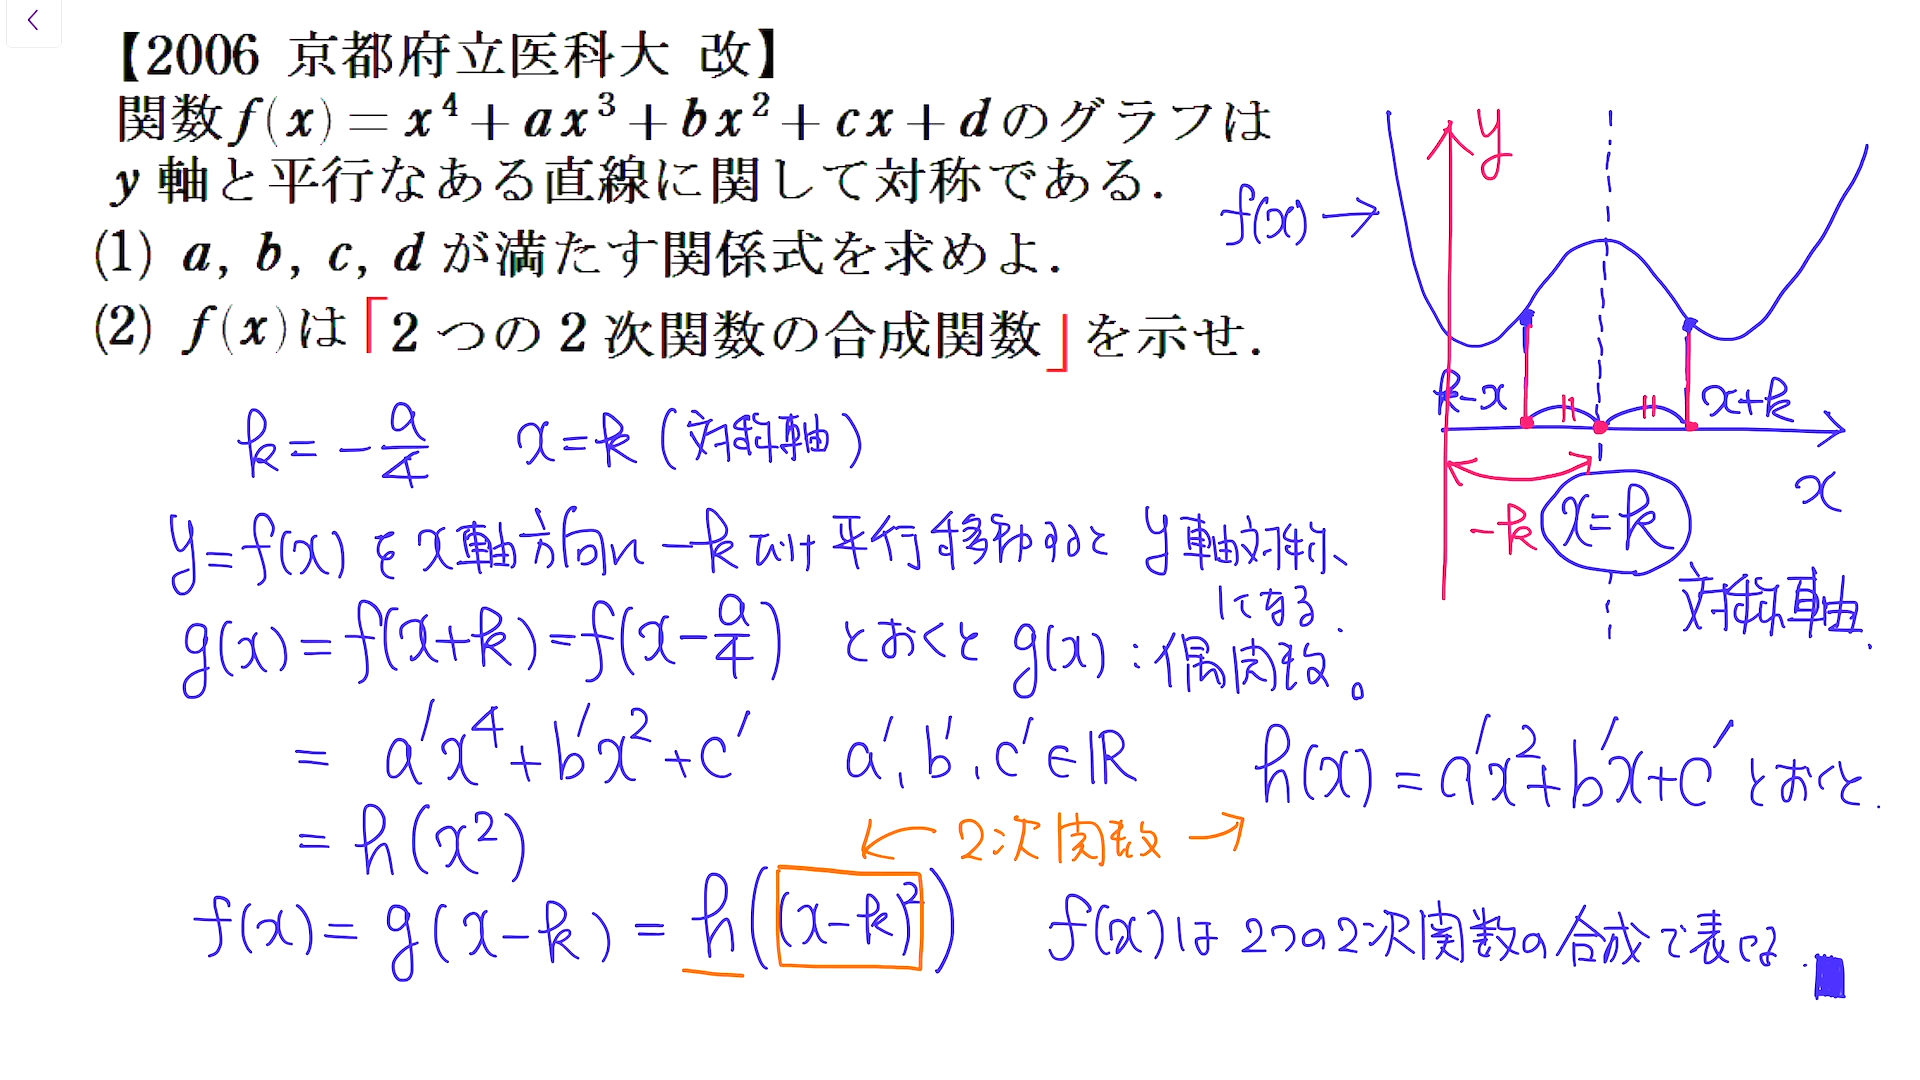 【2006 京都府立医科大 改】
関数f(x)=x⁴+ax³+bx²+cx+dのグラフは
y軸と平行なある直線に関して対称である.
(1) a, b, c, d が満たす関係式を求めよ.
(2) f(x)は「2つの2次関数の合成関数」を示せ.
y
f(x)→
k-x
x+k
x
-k
x=k
対称軸.
k=-a/4 x=k(対称軸)
y=f(x)を x軸方向に -kだけ平行移動すると y軸対称
になる.
g(x)=f(x+k)=f(x-a/4) とおくと g(x):偶関数。
= a'x⁴+b'x²+c' a',b',c'∈ℝ h(x)=a'x²+b'x+c' とおくと.
= h(x²)
← 2次関数 →
f(x)=g(x-k)=h((x-k)²) f(x)は2つの2次関数の合成で表せる.